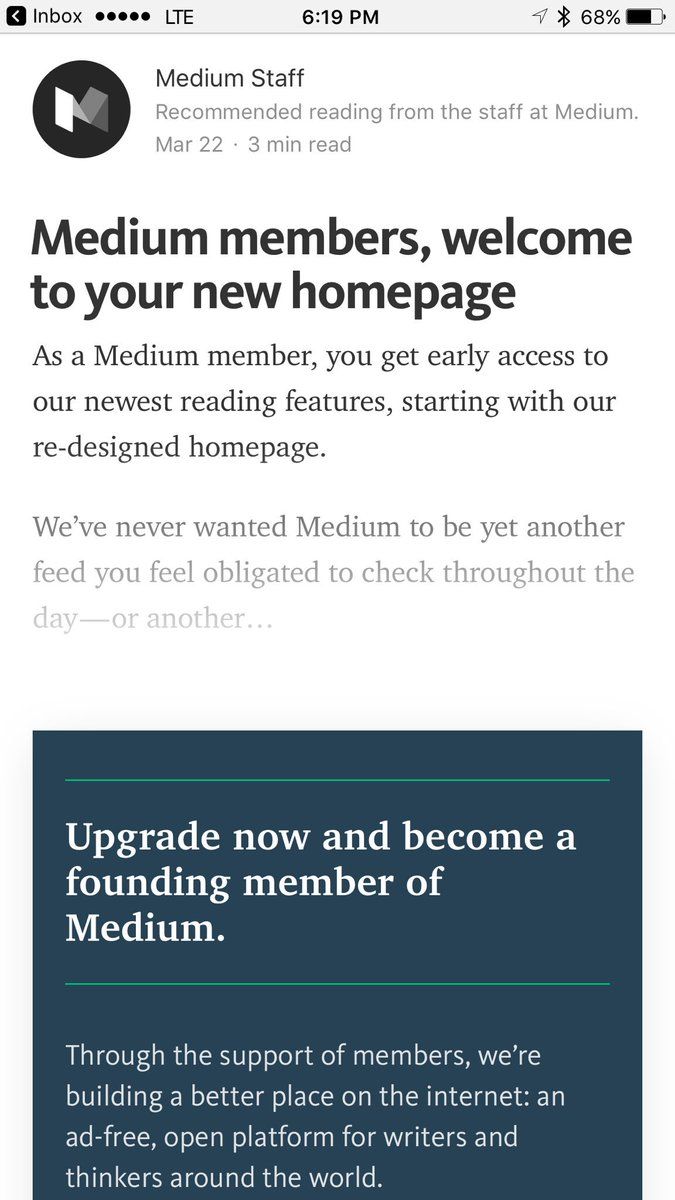 Inbox LTE 6:19 PM 68%
Medium Staff
Recommended reading from the staff at Medium.
Mar 22 · 3 min read
Medium members, welcome
to your new homepage
As a Medium member, you get early access to
our newest reading features, starting with our
re-designed homepage.
We’ve never wanted Medium to be yet another
feed you feel obligated to check throughout the
day—or another…
Upgrade now and become a
founding member of
Medium.
Through the support of members, we’re
building a better place on the internet: an
ad-free, open platform for writers and
thinkers around the world.